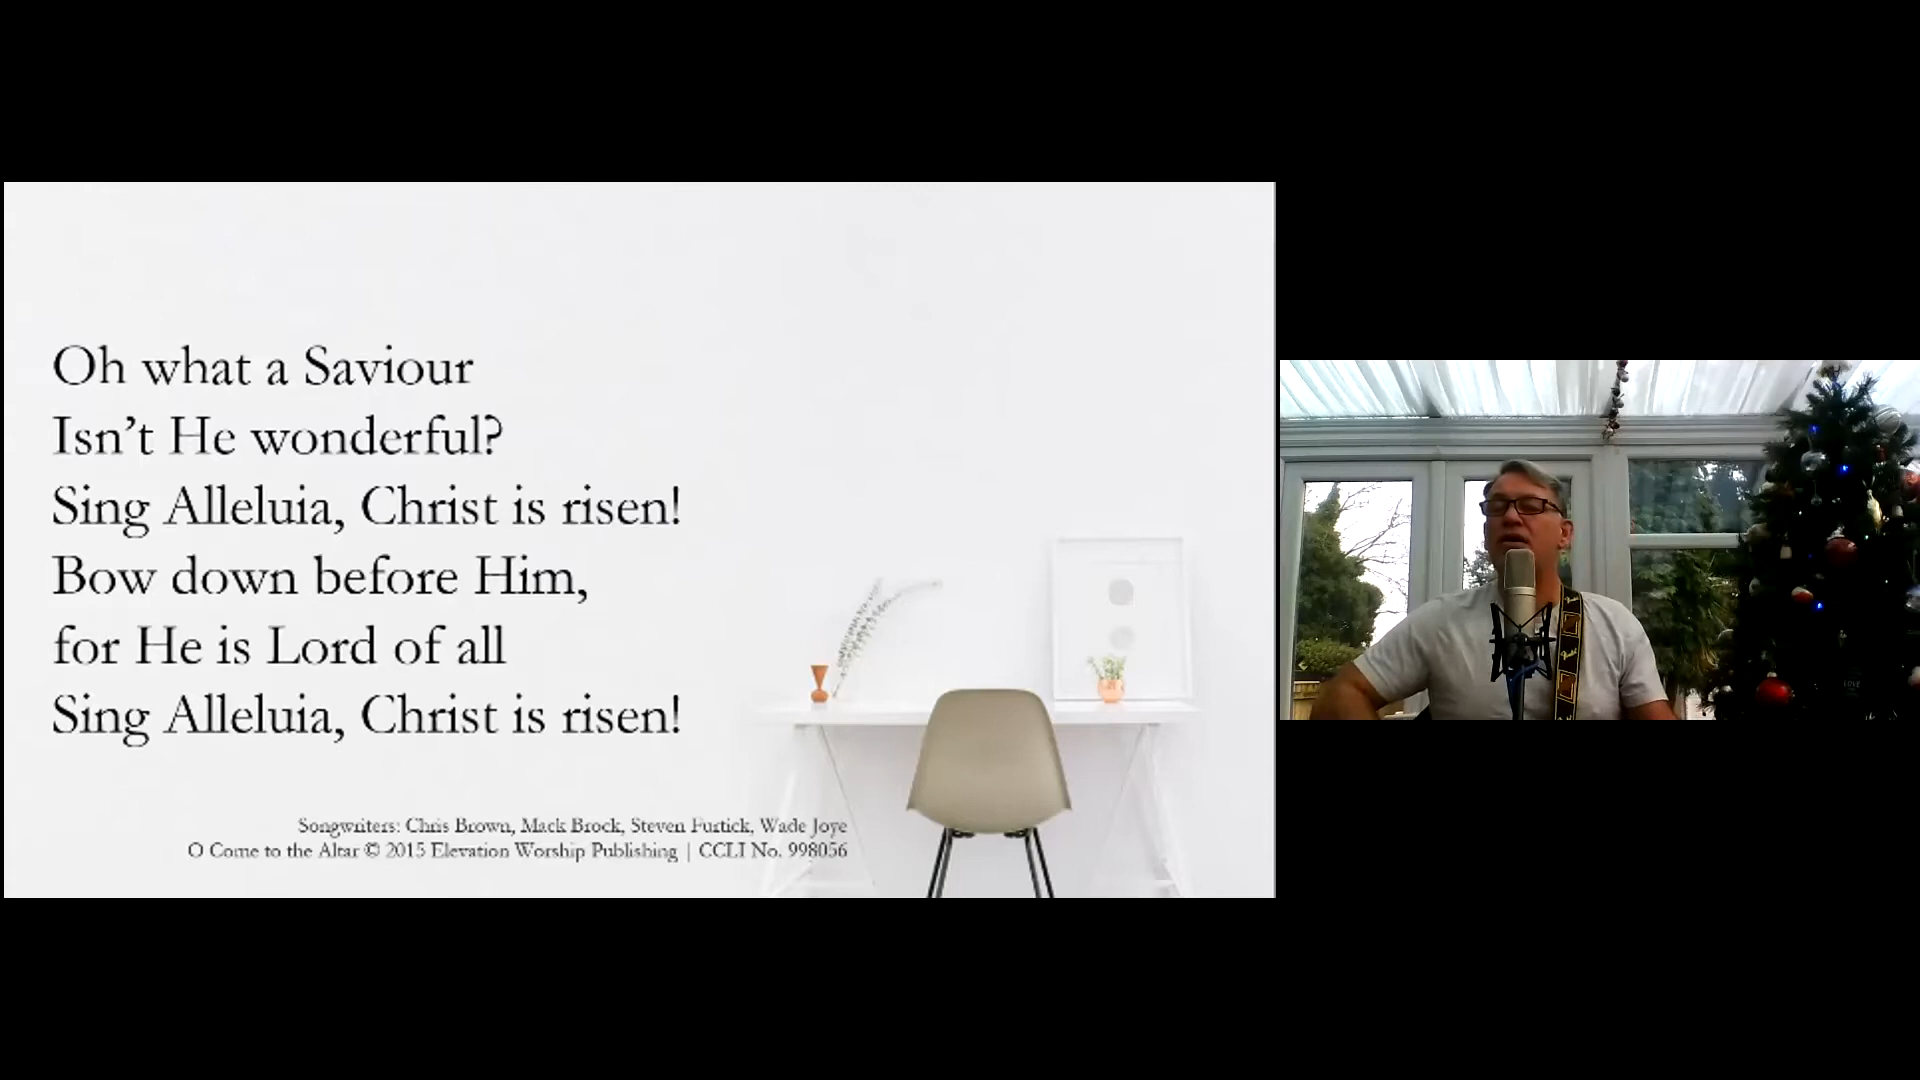 Oh what a Saviour
Isn’t He wonderful?
Sing Alleluia, Christ is risen!
Bow down before Him,
for He is Lord of all
Sing Alleluia, Christ is risen!
Songwriters: Chris Brown, Mack Brock, Steven Furtick, Wade Joye
O Come to the Altar © 2015 Elevation Worship Publishing | CCLI No. 998056
Fender
LOVE